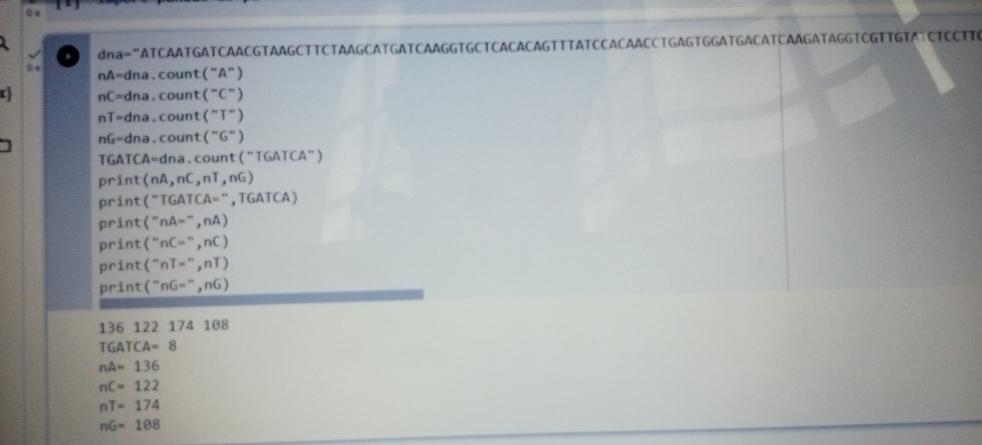 dna="ATCAATGATCAACGTAAGCTTCTAAGCATGATCAAGGTGCTCACACAGTTTATCCACAACCTGAGTGGATGACATCAAGATAGGTCGTTGTATCTCCTTC
nA=dna.count("A")
nC=dna.count("C")
nT=dna.count("T")
nG=dna.count("G")
TGATCA=dna.count("TGATCA")
print(nA,nC,nT,nG)
print("TGATCA=",TGATCA)
print("nA=",nA)
print("nC=",nC)
print("nT=",nT)
print("nG=",nG)
136 122 174 108
TGATCA= 8
nA= 136
nC= 122
nT= 174
nG= 108